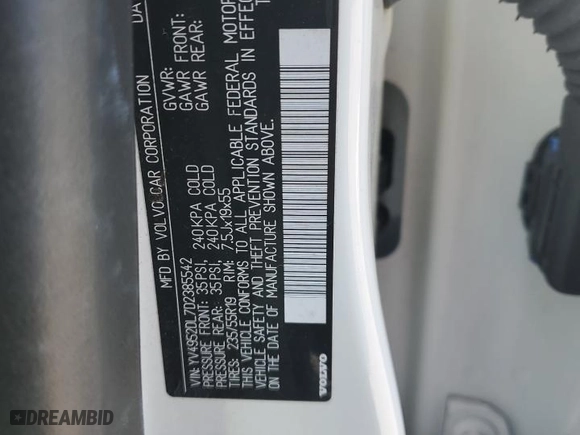 DA
MFD BY VOLVO CAR CORPORATION
GVWR:
GAWR FRONT:
GAWR REAR:
VIN: YV4952DL7D2385542
PRESSURE FRONT: 35PSI, 240KPA COLD
PRESSURE REAR: 35PSI, 240KPA COLD
TIRES: 235/55R19 RIM: 7.5Jx19x55
THIS VEHICLE CONFORMS TO ALL APPLICABLE FEDERAL MOTOR
VEHICLE SAFETY AND THEFT PREVENTION STANDARDS IN EFFECT
ON THE DATE OF MANUFACTURE SHOWN ABOVE.
VOLVO
DREAMBID